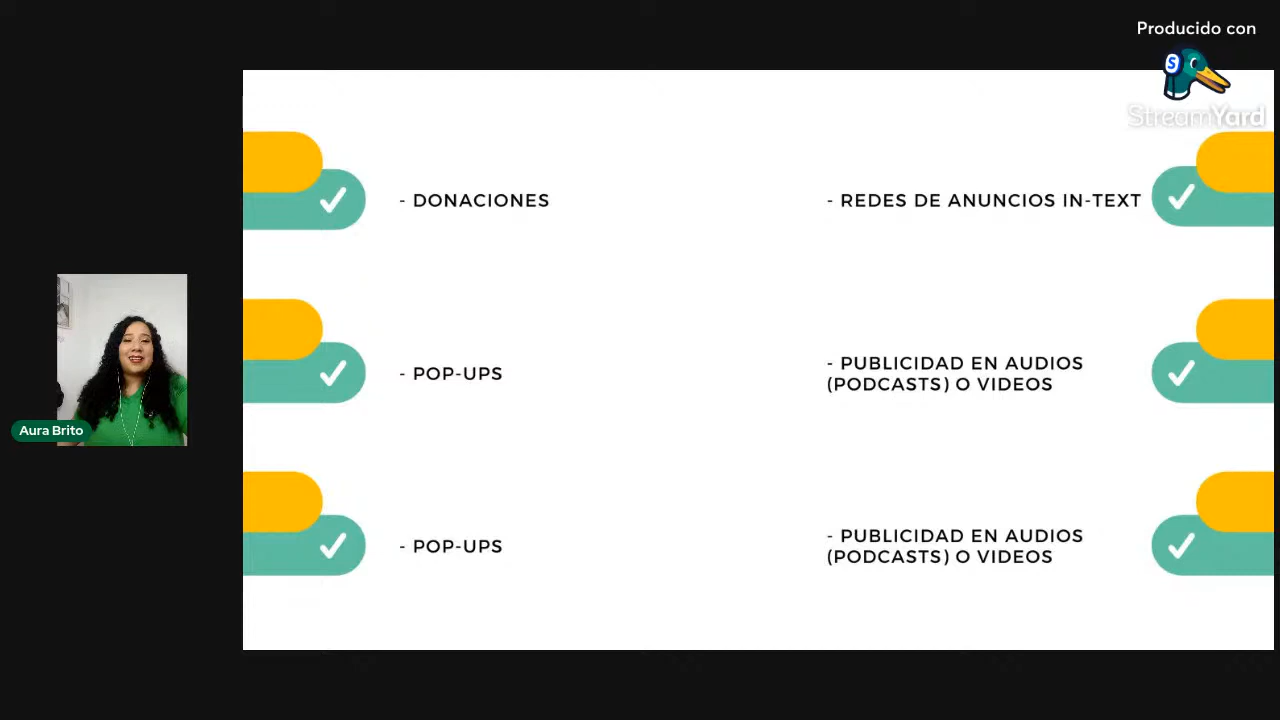 Producido con
StreamYard
- DONACIONES
- REDES DE ANUNCIOS IN-TEXT
- POP-UPS
- PUBLICIDAD EN AUDIOS
(PODCASTS) O VIDEOS
Aura Brito
- POP-UPS
- PUBLICIDAD EN AUDIOS
(PODCASTS) O VIDEOS